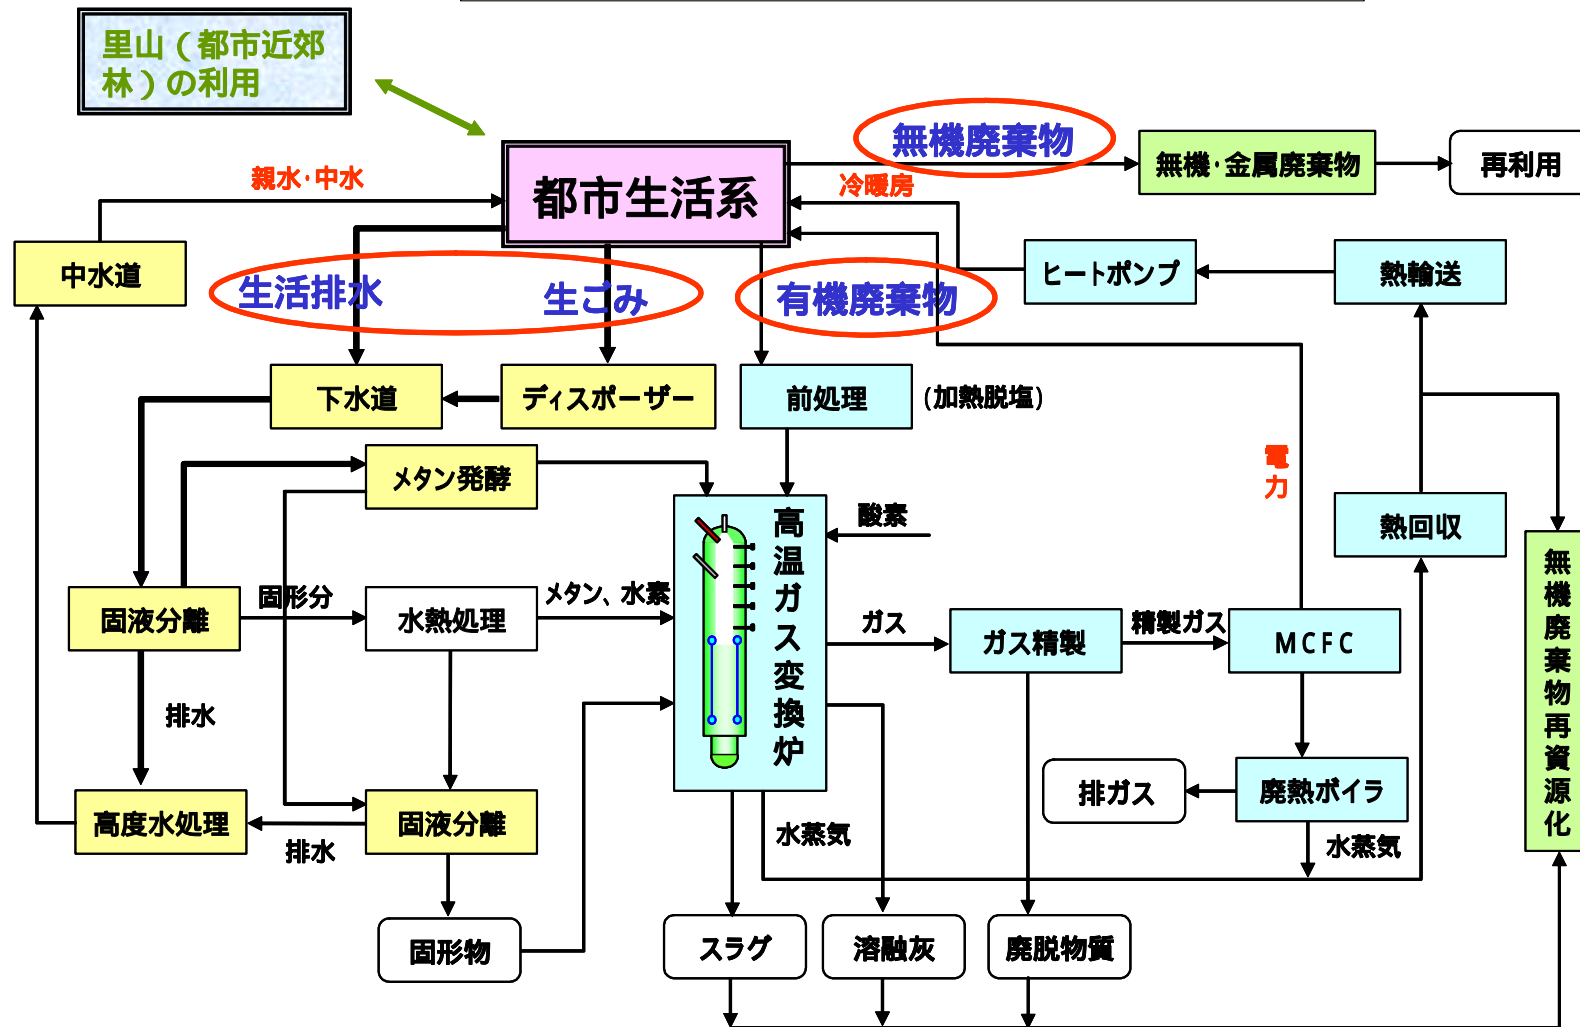 里山（都市近郊
林）の利用
無機廃棄物
無機･金属廃棄物
再利用
親水･中水
都市生活系
冷暖房
中水道
生活排水
生ごみ
有機廃棄物
ヒートポンプ
熱輸送
下水道
ディスポーザー
前処理
(加熱脱塩)
メタン発酵
電
力
高温ガス変換炉
酸素
熱回収
無機廃棄物再資源化
固液分離
固形分
水熱処理
メタン、水素
ガス
ガス精製
精製ガス
ＭＣＦＣ
排水
排ガス
廃熱ボイラ
高度水処理
排水
固液分離
水蒸気
水蒸気
固形物
スラグ
溶融灰
廃脱物質